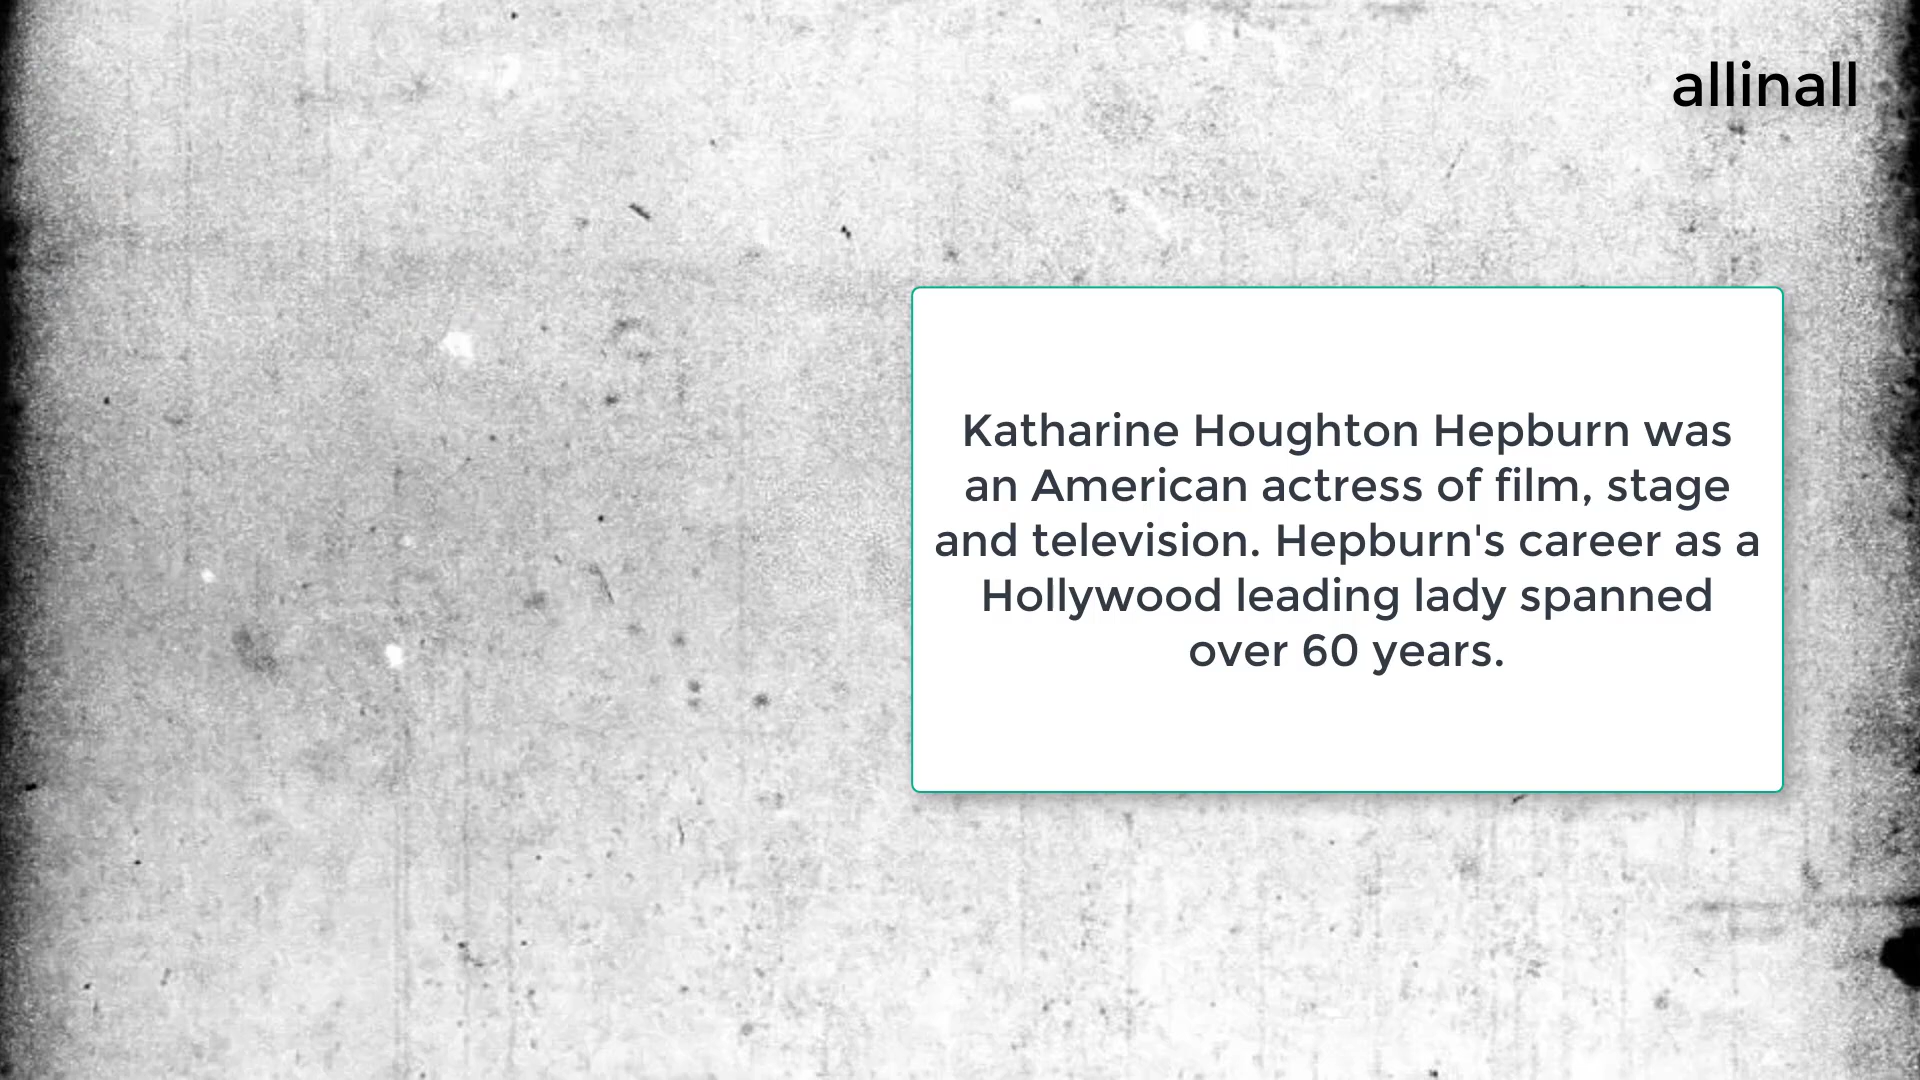 allinall
Katharine Houghton Hepburn was
an American actress of film, stage
and television. Hepburn's career as a
Hollywood leading lady spanned
over 60 years.